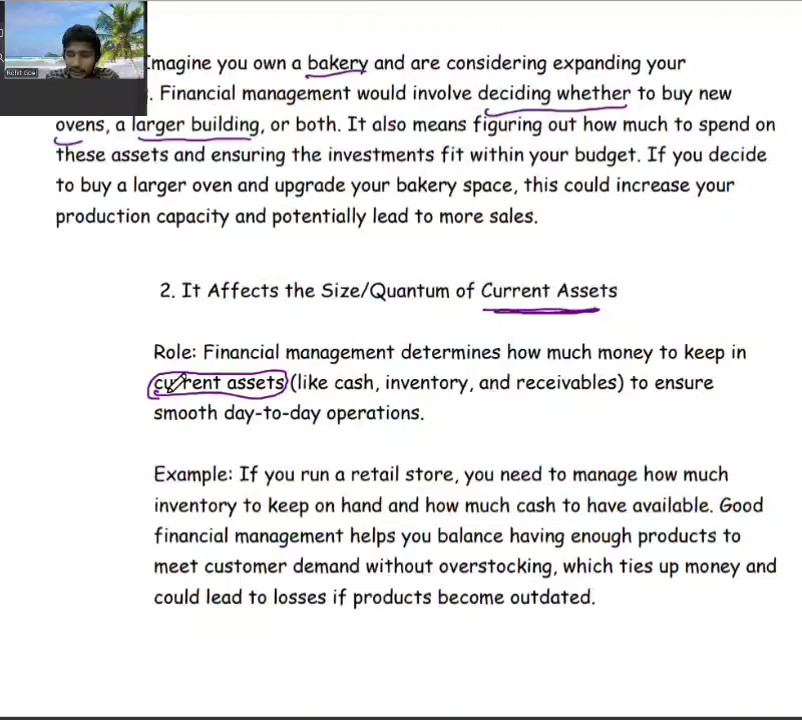 Imagine you own a bakery and are considering expanding your
Rohit Goel
. Financial management would involve deciding whether to buy new
ovens, a larger building, or both. It also means figuring out how much to spend on
these assets and ensuring the investments fit within your budget. If you decide
to buy a larger oven and upgrade your bakery space, this could increase your
production capacity and potentially lead to more sales.
2. It Affects the Size/Quantum of Current Assets
Role: Financial management determines how much money to keep in
current assets (like cash, inventory, and receivables) to ensure
smooth day-to-day operations.
Example: If you run a retail store, you need to manage how much
inventory to keep on hand and how much cash to have available. Good
financial management helps you balance having enough products to
meet customer demand without overstocking, which ties up money and
could lead to losses if products become outdated.